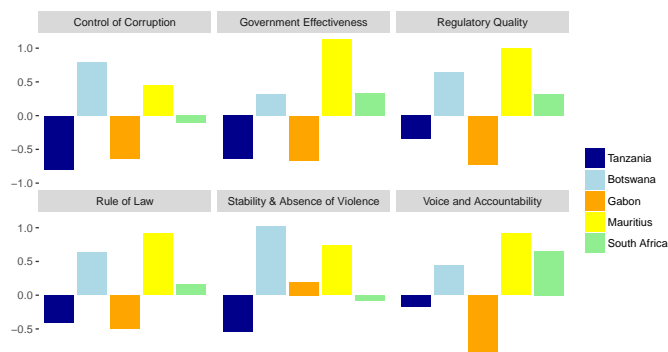 Control of Corruption
Government Effectiveness
Regulatory Quality
1.0
0.5
0.0
−0.5
−1.0
Rule of Law
Stability & Absence of Violence
Voice and Accountability
1.0
0.5
0.0
−0.5
Tanzania
Botswana
Gabon
Mauritius
South Africa